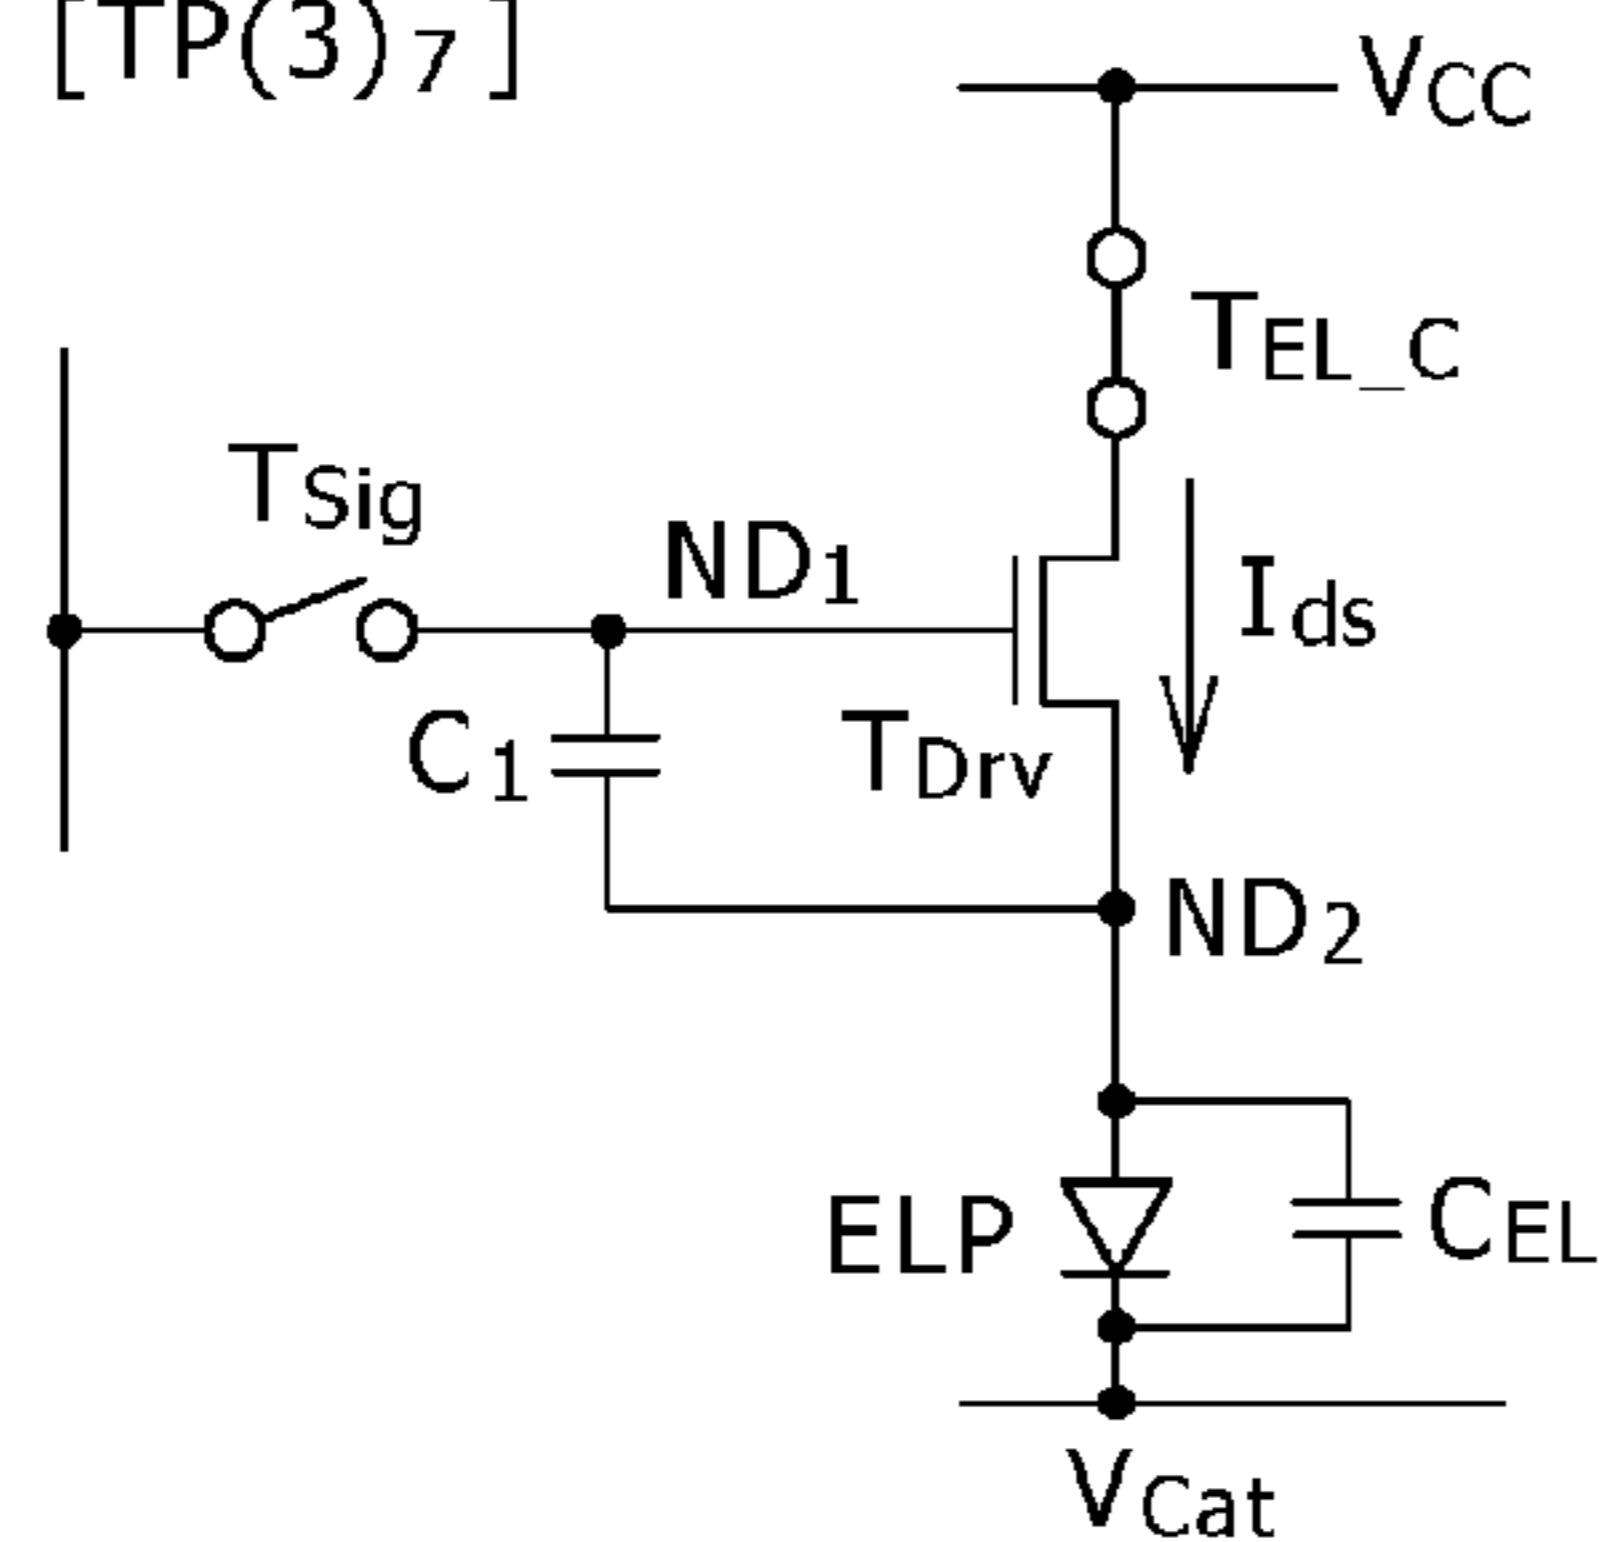 [TP(3)7]
VCC
TEL_C
TSig
ND1
Ids
C1
TDrv
ND2
ELP
CEL
VCat